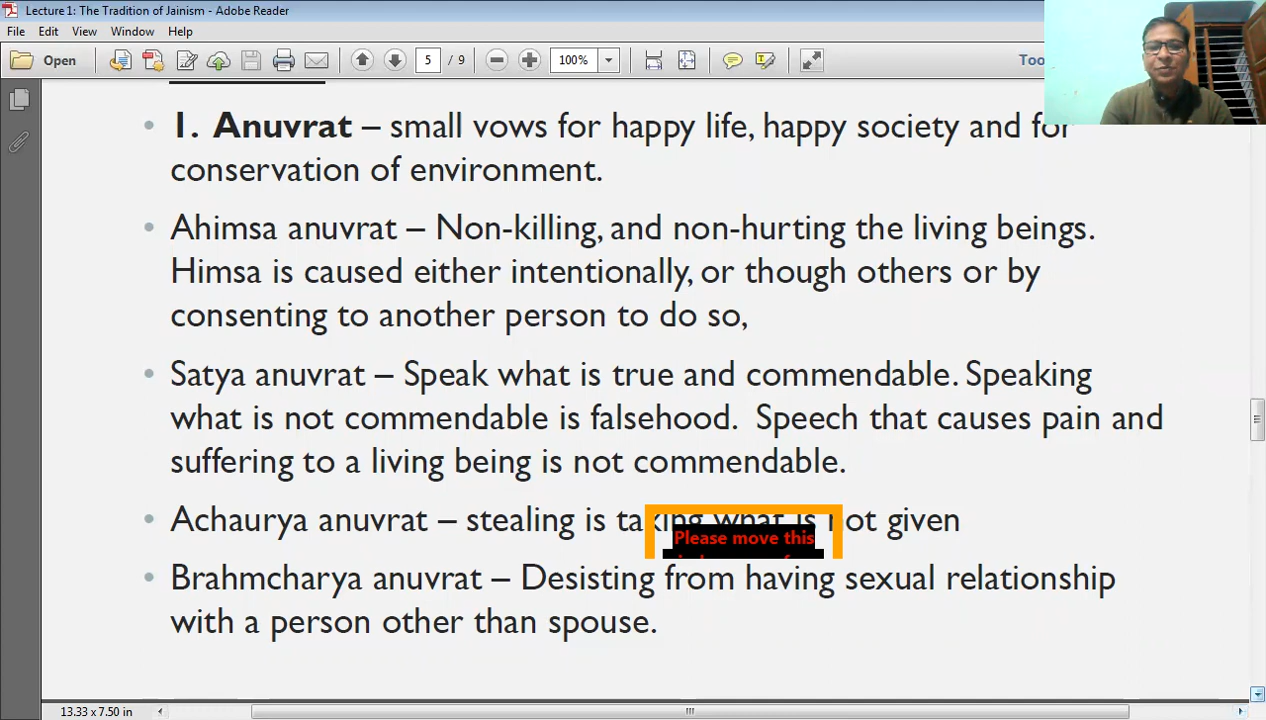 Lecture 1: The Tradition of Jainism - Adobe Reader
File Edit View Window Help
Open 5 / 9 100%
1. Anuvrat – small vows for happy life, happy society and for
conservation of environment.
Ahimsa anuvrat – Non-killing, and non-hurting the living beings.
Himsa is caused either intentionally, or though others or by
consenting to another person to do so,
Satya anuvrat – Speak what is true and commendable. Speaking
what is not commendable is falsehood. Speech that causes pain and
suffering to a living being is not commendable.
Achaurya anuvrat – stealing is taking what is not given
Please move this
Brahmcharya anuvrat – Desisting from having sexual relationship
with a person other than spouse.
13.33 x 7.50 in